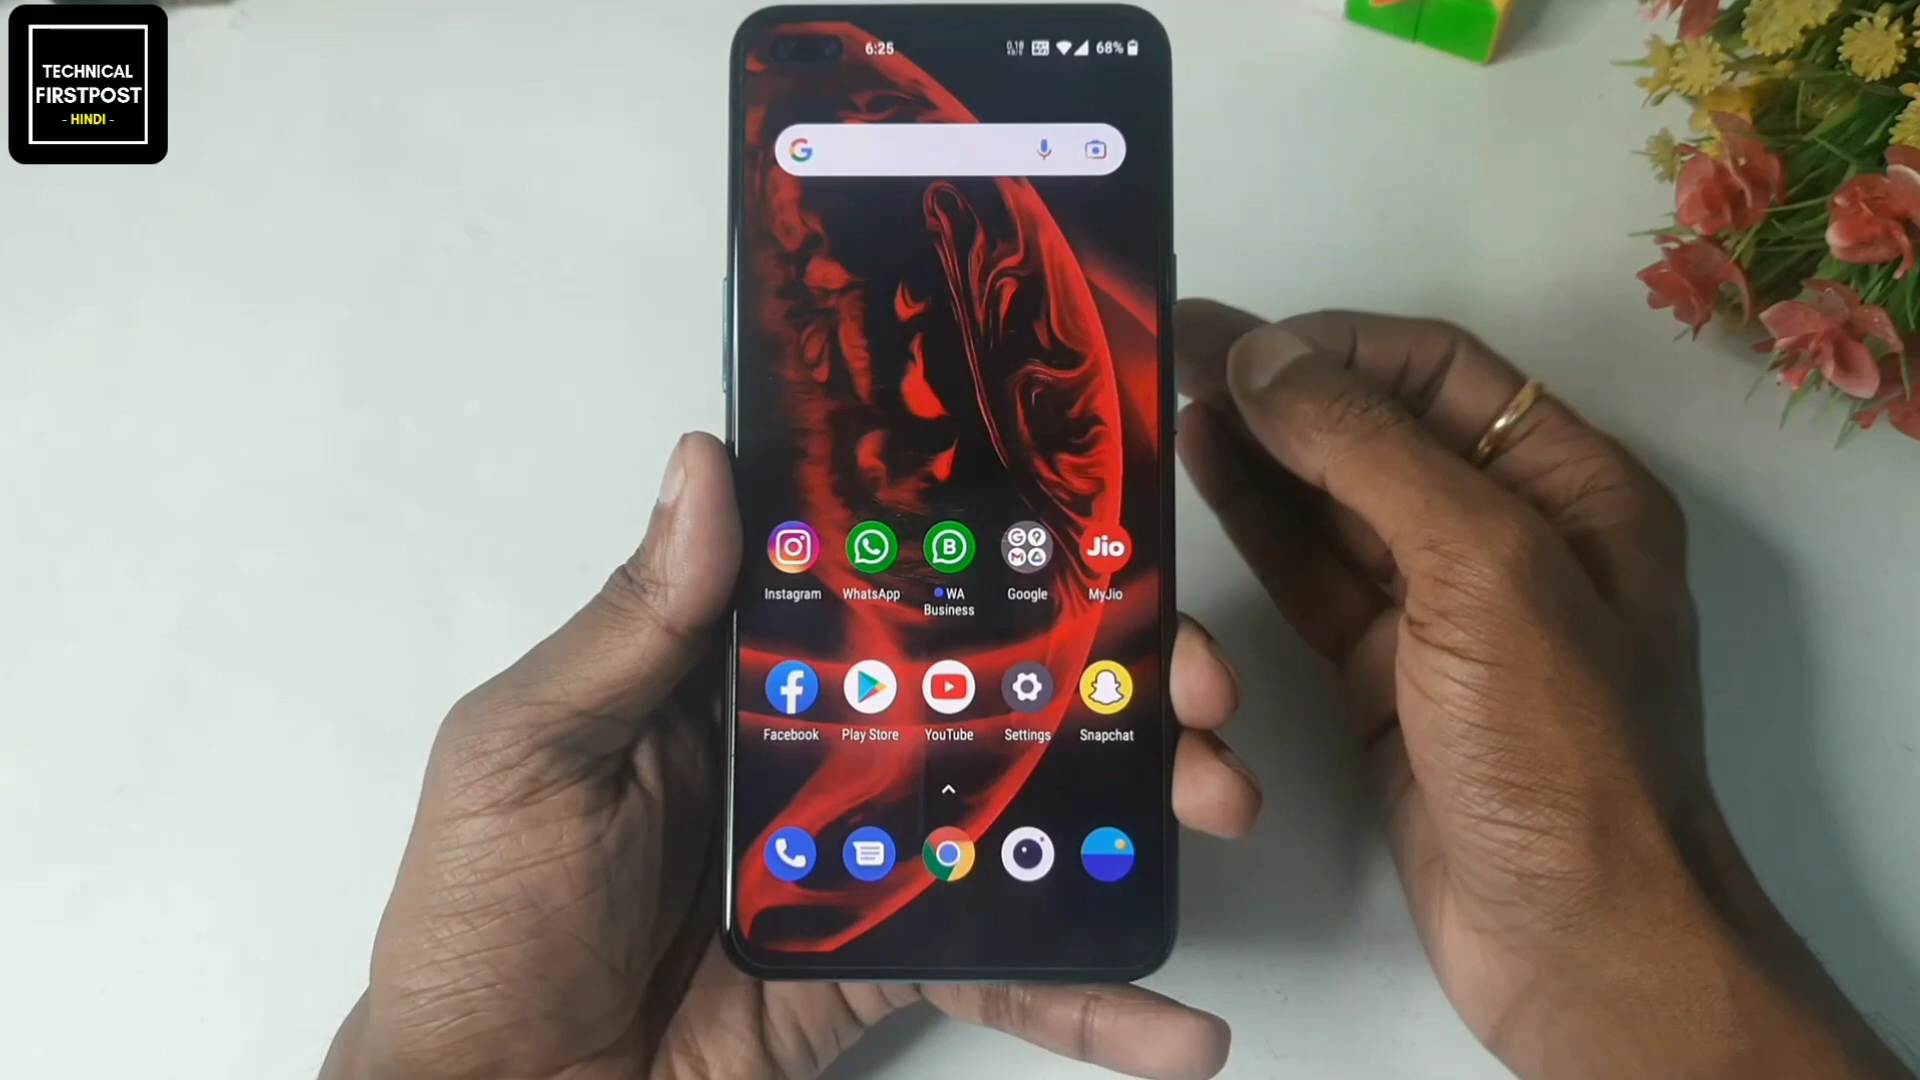 TECHNICAL
FIRSTPOST
- HINDI -
6:25
68%
Jio
Instagram
WhatsApp
WA
Business
Google
MyJio
Facebook
Play Store
YouTube
Settings
Snapchat